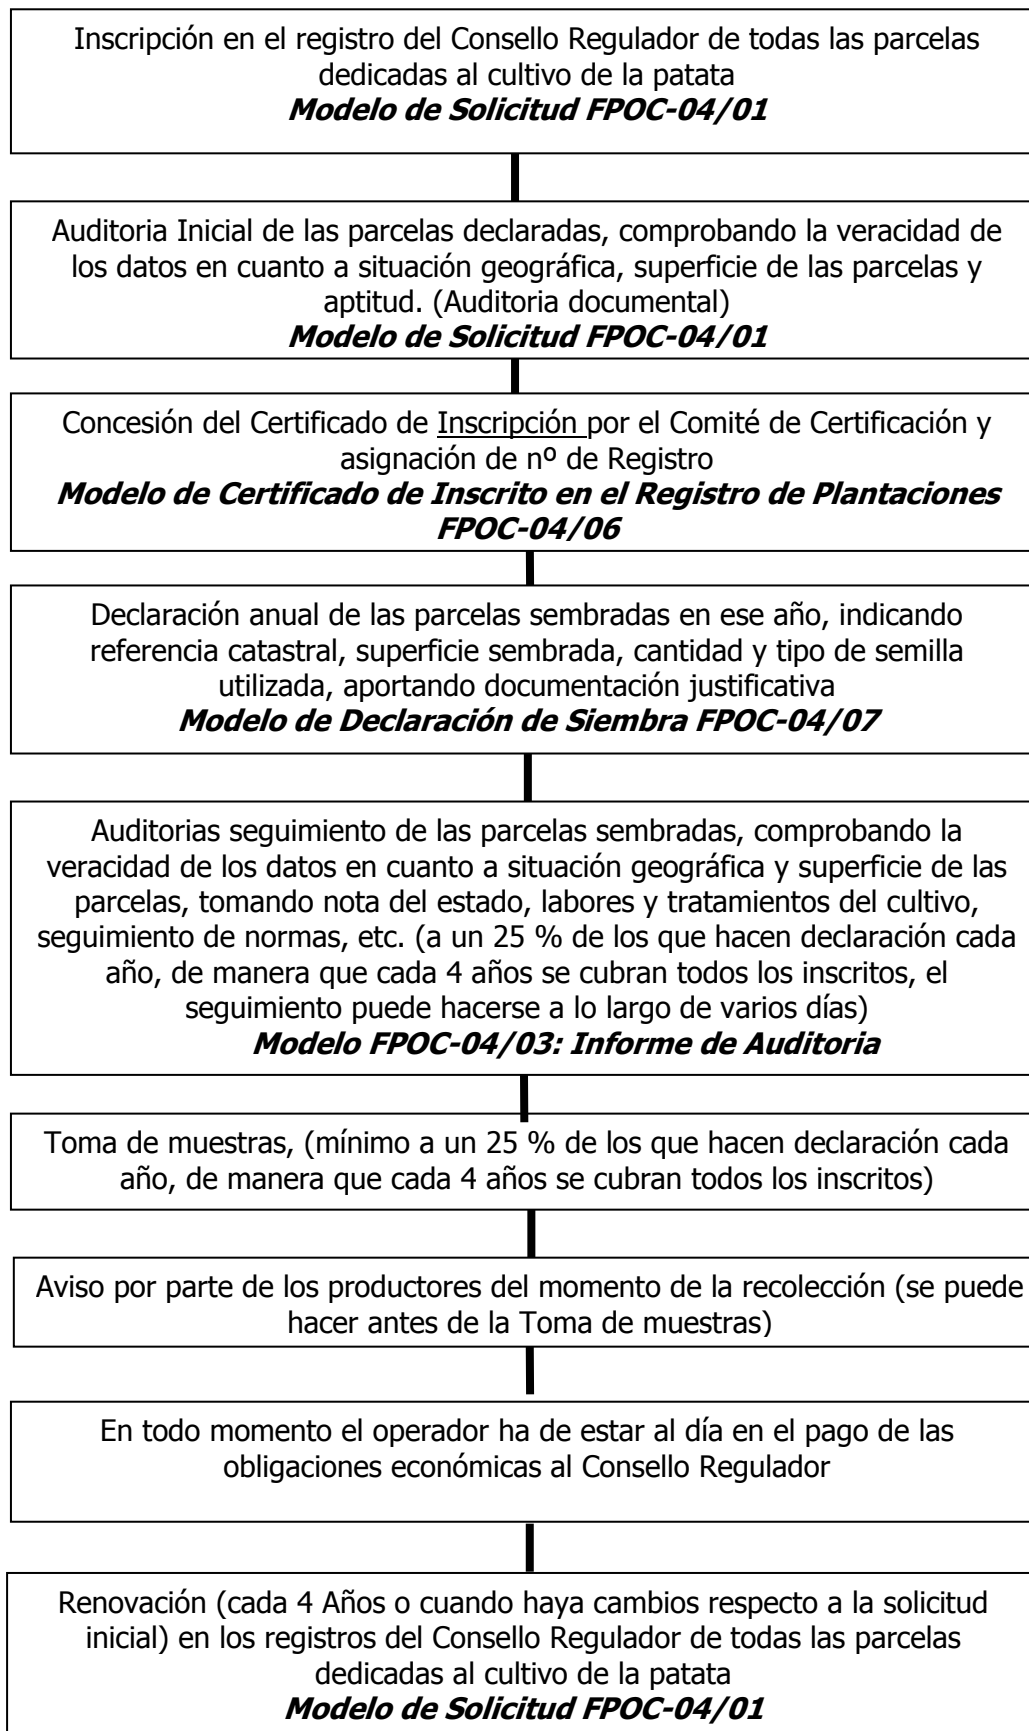 Inscripción en el registro del Consello Regulador de todas las parcelas
dedicadas al cultivo de la patata
Modelo de Solicitud FPOC-04/01
Auditoria Inicial de las parcelas declaradas, comprobando la veracidad de
los datos en cuanto a situación geográfica, superficie de las parcelas y
aptitud. (Auditoria documental)
Modelo de Solicitud FPOC-04/01
Concesión del Certificado de Inscripción por el Comité de Certificación y
asignación de nº de Registro
Modelo de Certificado de Inscrito en el Registro de Plantaciones
FPOC-04/06
Declaración anual de las parcelas sembradas en ese año, indicando
referencia catastral, superficie sembrada, cantidad y tipo de semilla
utilizada, aportando documentación justificativa
Modelo de Declaración de Siembra FPOC-04/07
Auditorias seguimiento de las parcelas sembradas, comprobando la
veracidad de los datos en cuanto a situación geográfica y superficie de las
parcelas, tomando nota del estado, labores y tratamientos del cultivo,
seguimiento de normas, etc. (a un 25 % de los que hacen declaración cada
año, de manera que cada 4 años se cubran todos los inscritos, el
seguimiento puede hacerse a lo largo de varios días)
Modelo FPOC-04/03: Informe de Auditoria
Toma de muestras, (mínimo a un 25 % de los que hacen declaración cada
año, de manera que cada 4 años se cubran todos los inscritos)
Aviso por parte de los productores del momento de la recolección (se puede
hacer antes de la Toma de muestras)
En todo momento el operador ha de estar al día en el pago de las
obligaciones económicas al Consello Regulador
Renovación (cada 4 Años o cuando haya cambios respecto a la solicitud
inicial) en los registros del Consello Regulador de todas las parcelas
dedicadas al cultivo de la patata
Modelo de Solicitud FPOC-04/01